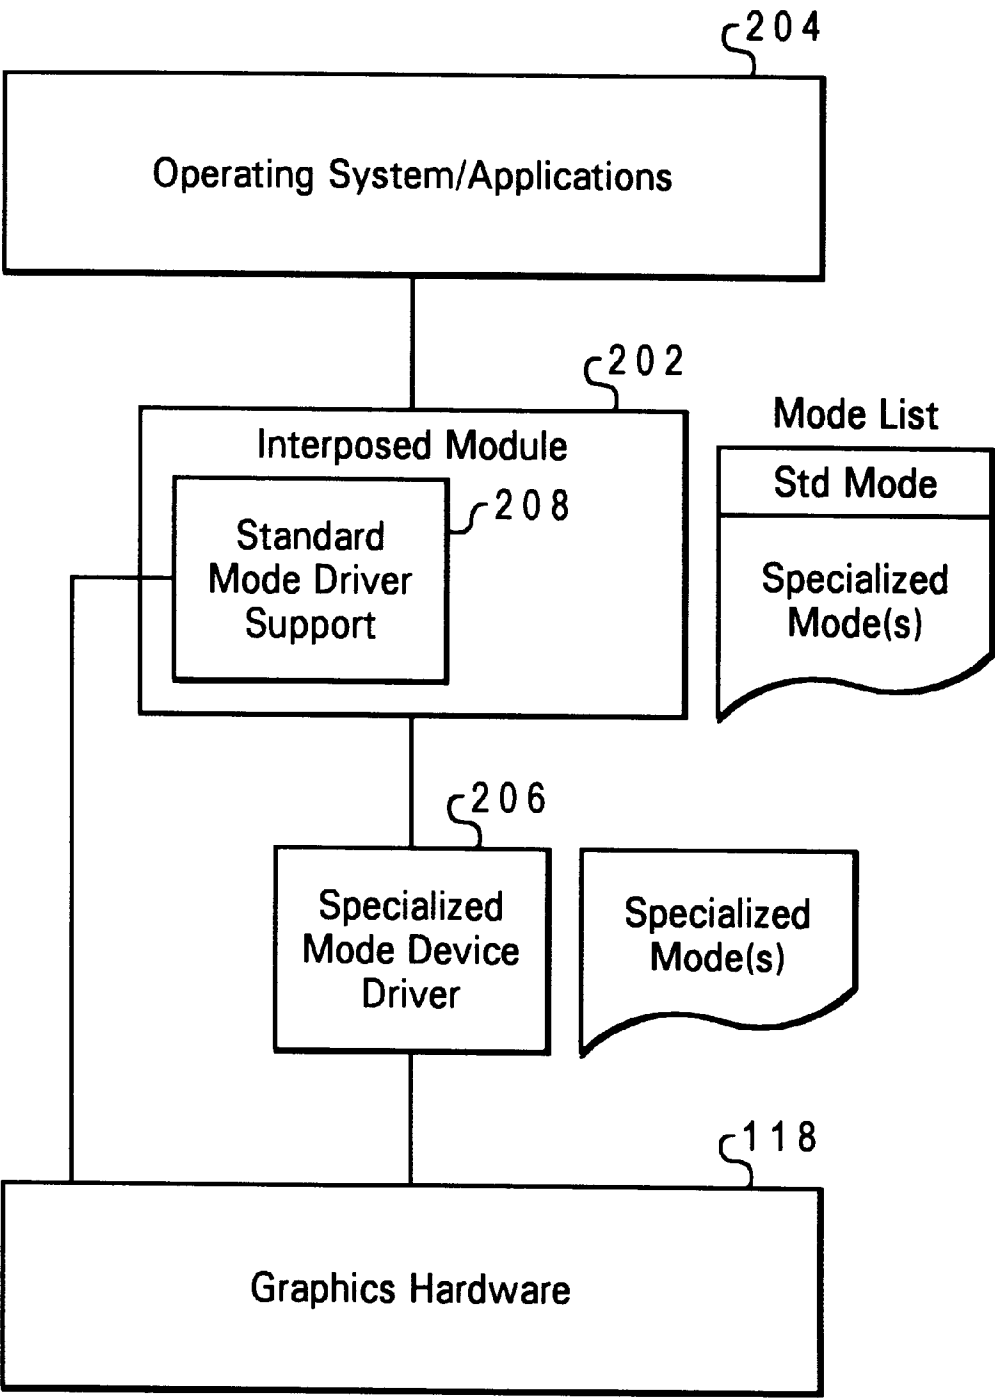 204
Operating System/Applications
202
Interposed Module
Mode List
Std Mode
208
Standard
Mode Driver
Support
Specialized
Mode(s)
206
Specialized
Mode Device
Driver
Specialized
Mode(s)
118
Graphics Hardware